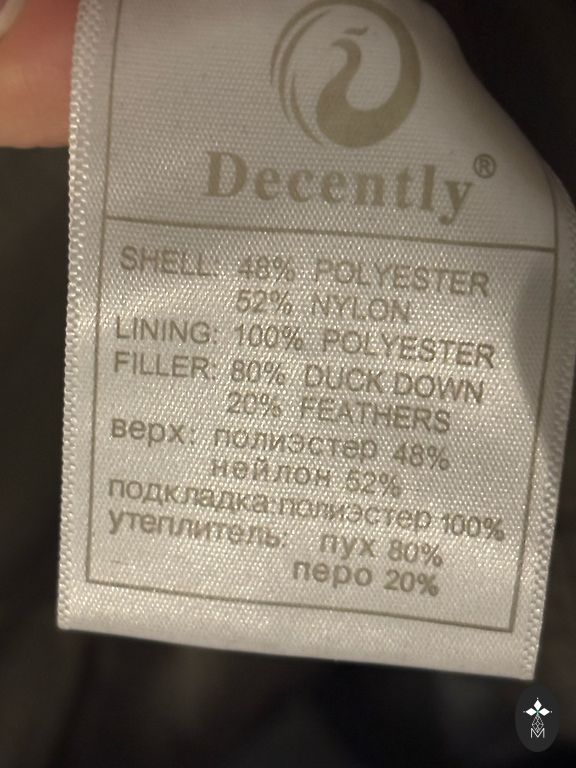 Decently®
SHELL: 48% POLYESTER
52% NYLON
LINING: 100% POLYESTER
FILLER: 80% DUCK DOWN
20% FEATHERS
верх: полиэстер 48%
нейлон 52%
подкладка:полиэстер 100%
утеплитель: пух 80%
перо 20%
M